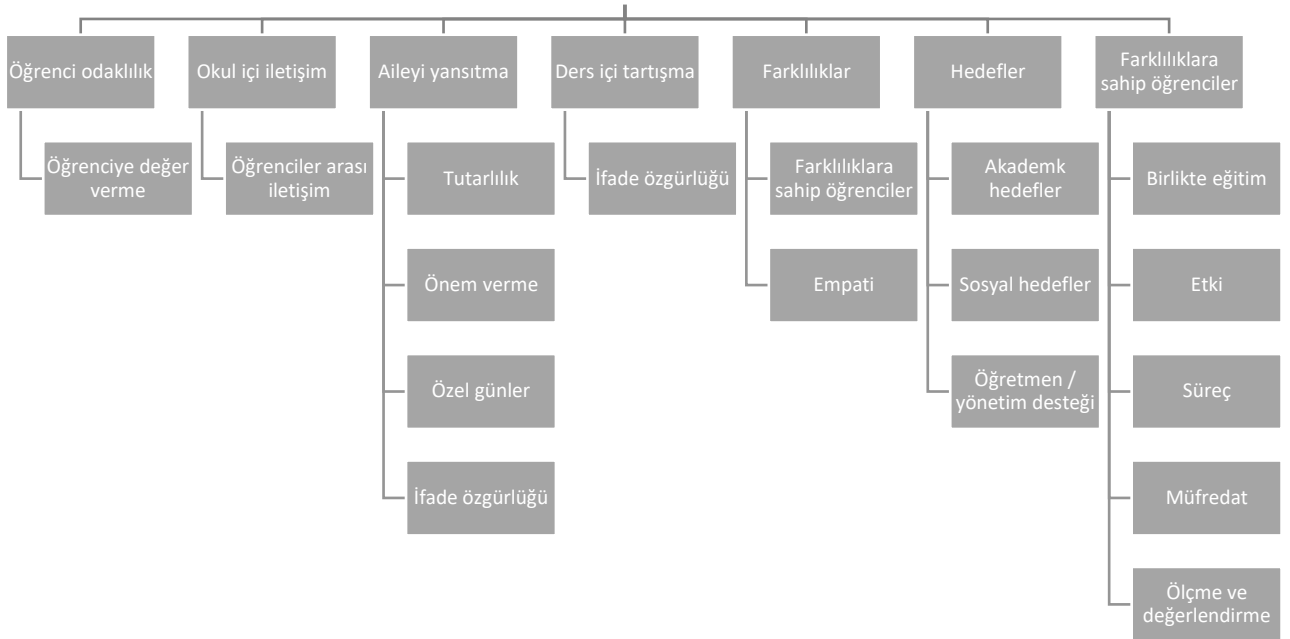 Öğrenci odaklılık
Okul içi iletişim
Aileyi yansıtma
Ders içi tartışma
Farklılıklar
Hedefler
Farklılıklara
sahip öğrenciler
Öğrenciye değer
verme
Öğrenciler arası
iletişim
Tutarlılık
İfade özgürlüğü
Farklılıklara
sahip öğrenciler
Akademk
hedefler
Birlikte eğitim
Önem verme
Empati
Sosyal hedefler
Etki
Özel günler
Öğretmen /
yönetim desteği
Süreç
İfade özgürlüğü
Müfredat
Ölçme ve
değerlendirme